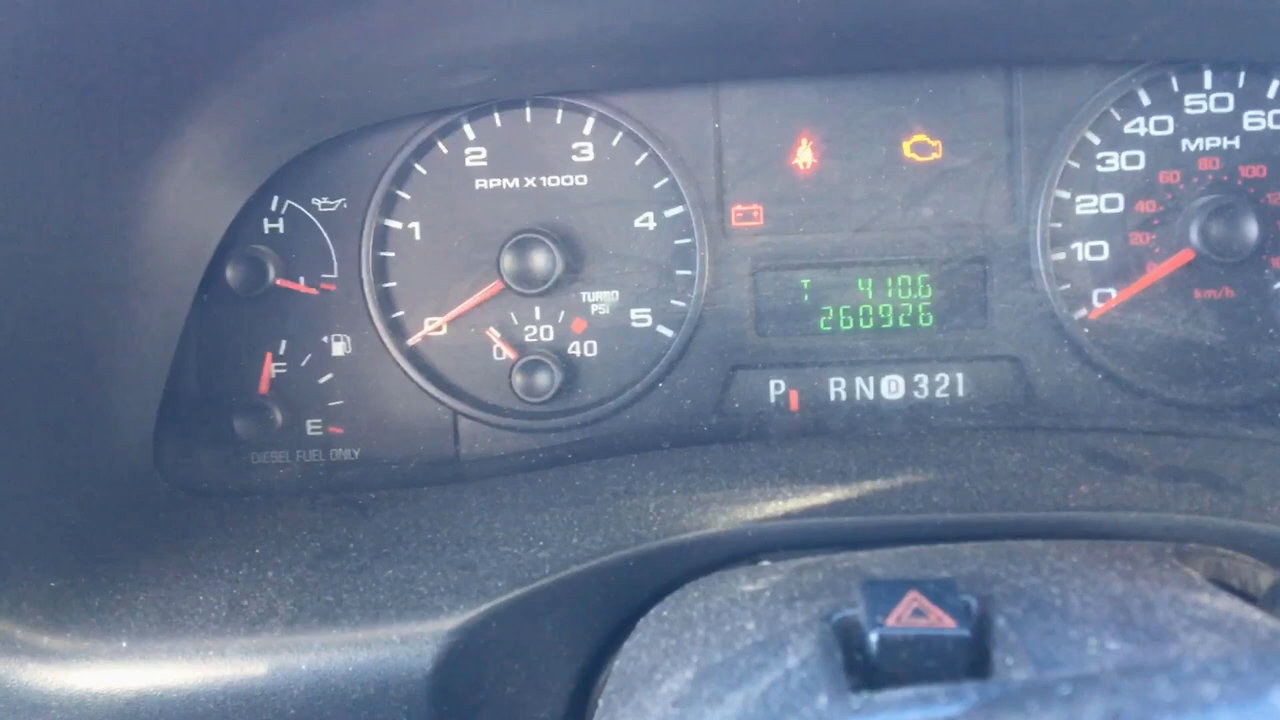 H
F
E
DIESEL FUEL ONLY
0 1 2 3 4 5
RPM X 1000
TURBO
PSI
0 20 40
T 410.6
260926
P R N D 3 2 1
0 10 20 30 40 50 60
MPH
20 40 60 80 100
km/h